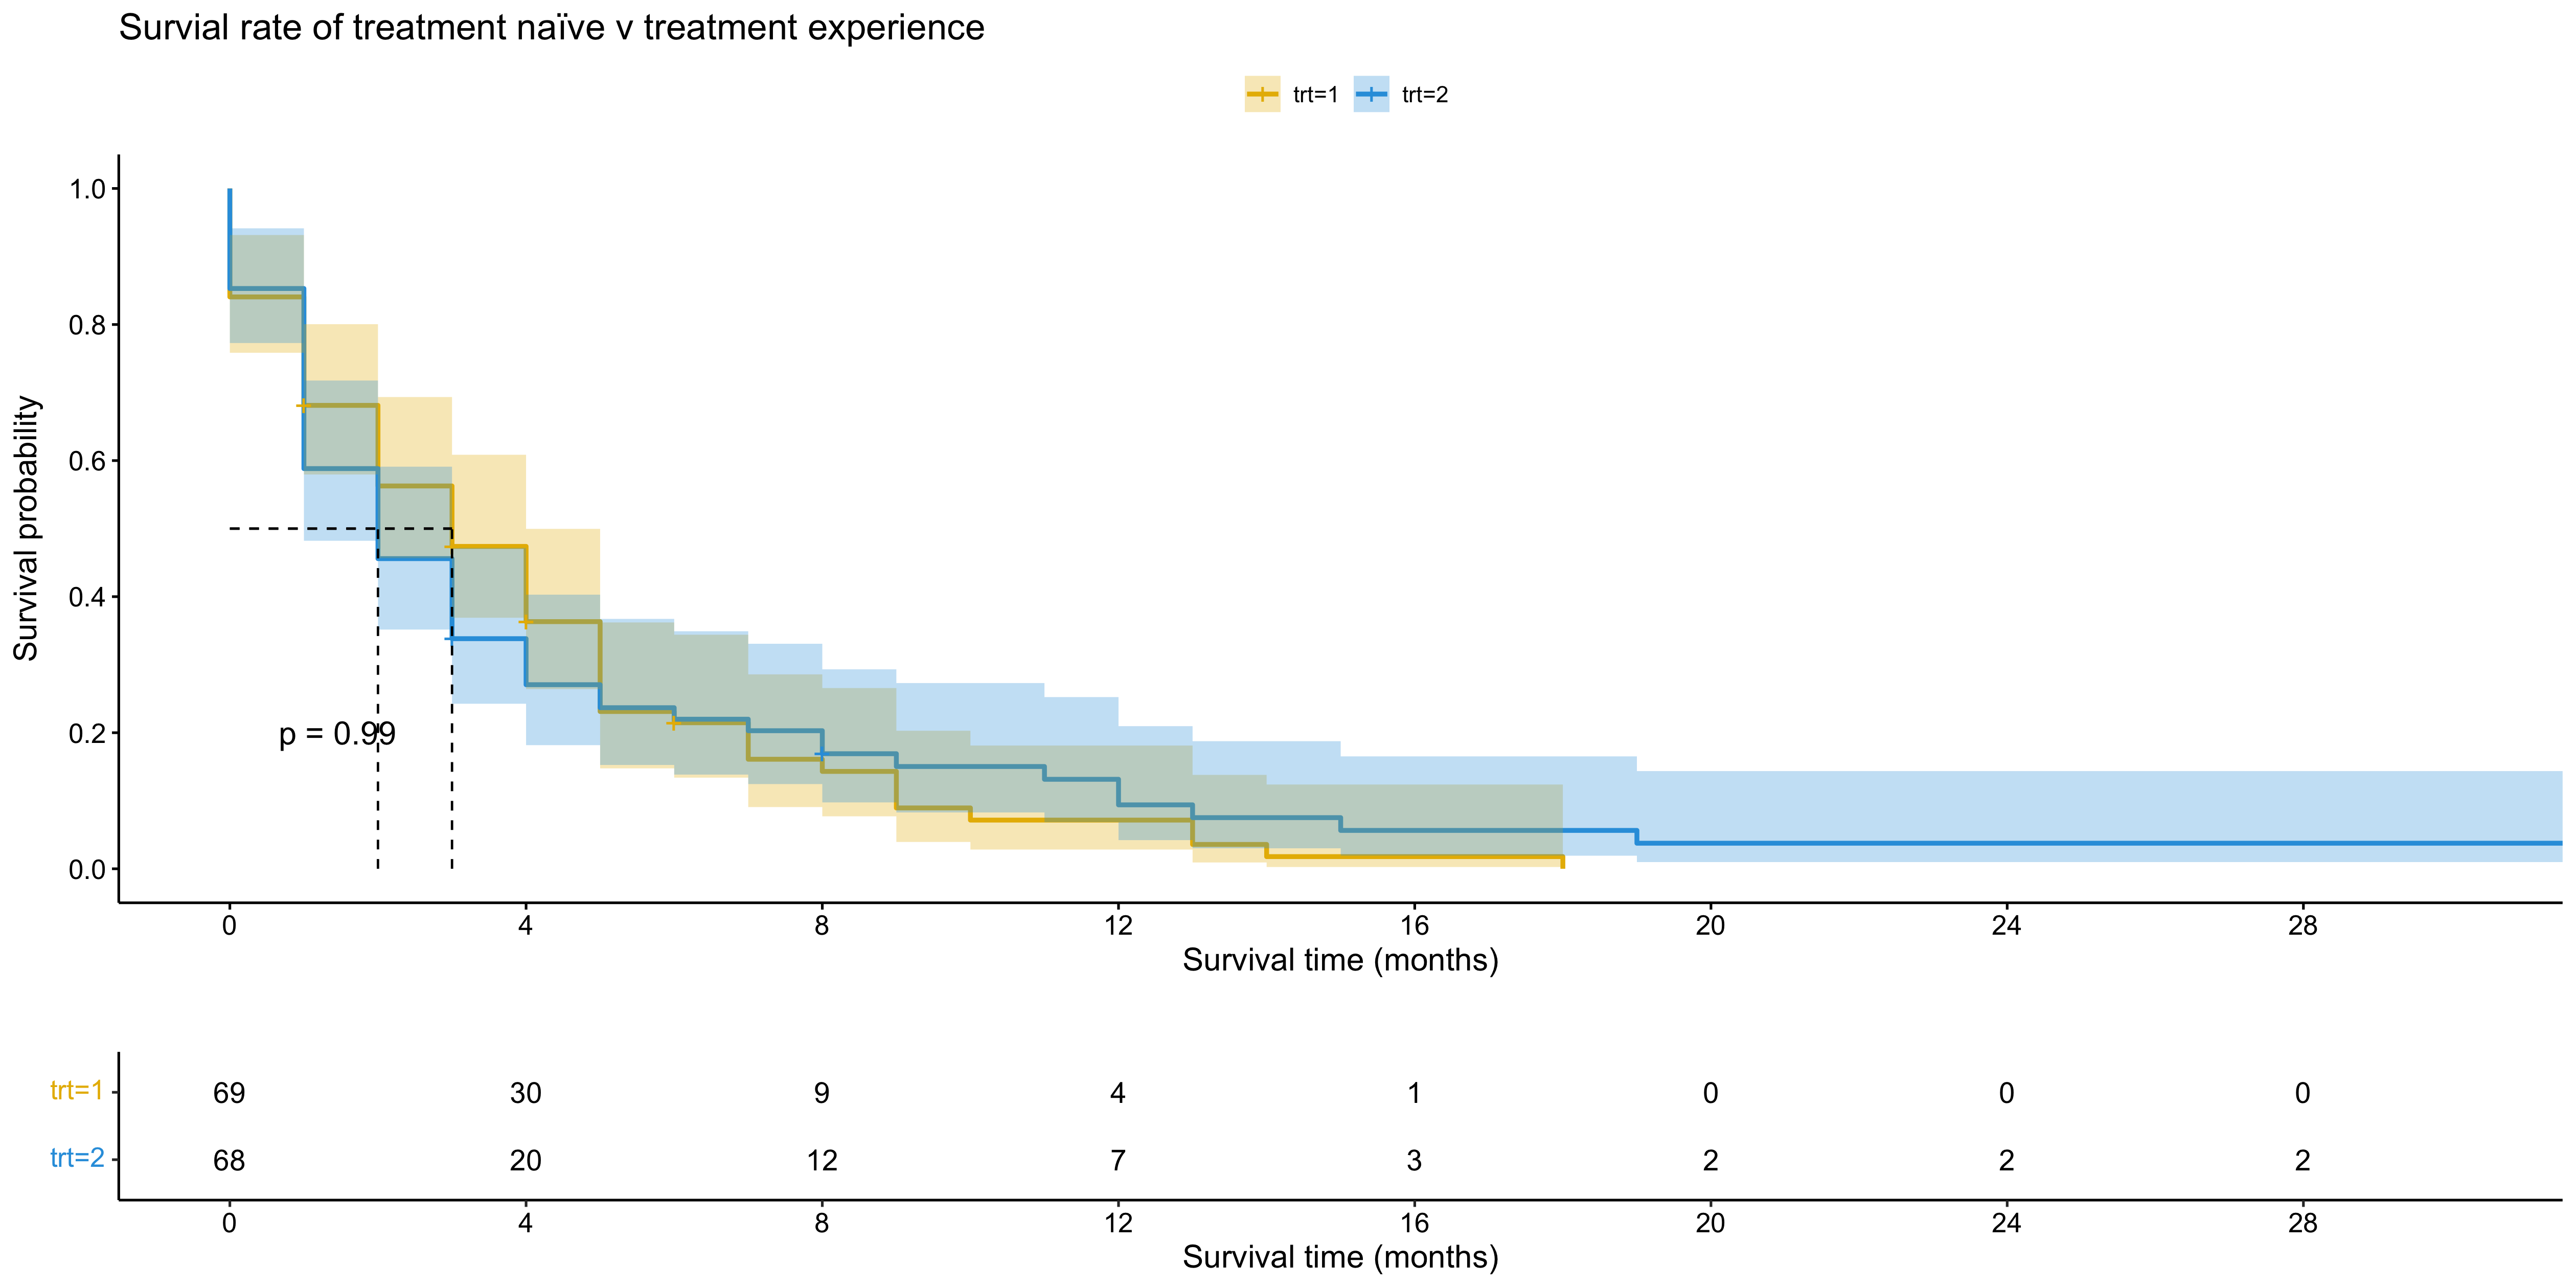 Survial rate of treatment naïve v treatment experience
trt=1 trt=2
Survival probability
1.0
0.8
0.6
0.4
0.2
0.0
p = 0.99
0 4 8 12 16 20 24 28
Survival time (months)
trt=1 69 30 9 4 1 0 0 0
trt=2 68 20 12 7 3 2 2 2
0 4 8 12 16 20 24 28
Survival time (months)